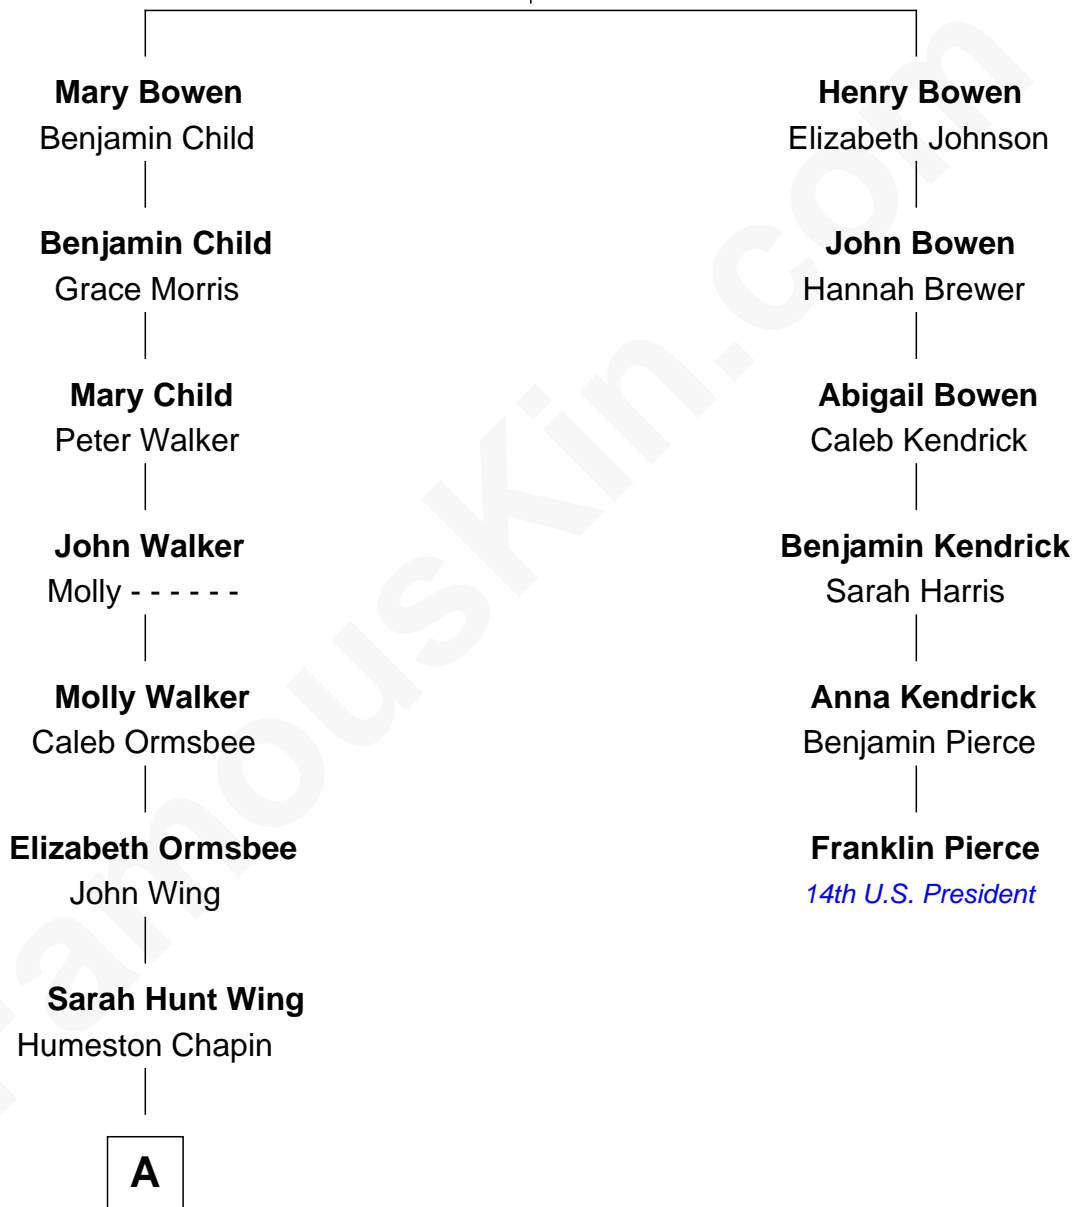 Mary Bowen
Benjamin Child
Henry Bowen
Elizabeth Johnson
Benjamin Child
Grace Morris
John Bowen
Hannah Brewer
Mary Child
Peter Walker
Abigail Bowen
Caleb Kendrick
John Walker
Molly - - - - - -
Benjamin Kendrick
Sarah Harris
Molly Walker
Caleb Ormsbee
Anna Kendrick
Benjamin Pierce
Elizabeth Ormsbee
John Wing
Franklin Pierce
14th U.S. President
Sarah Hunt Wing
Humeston Chapin
A
FamousKin.com